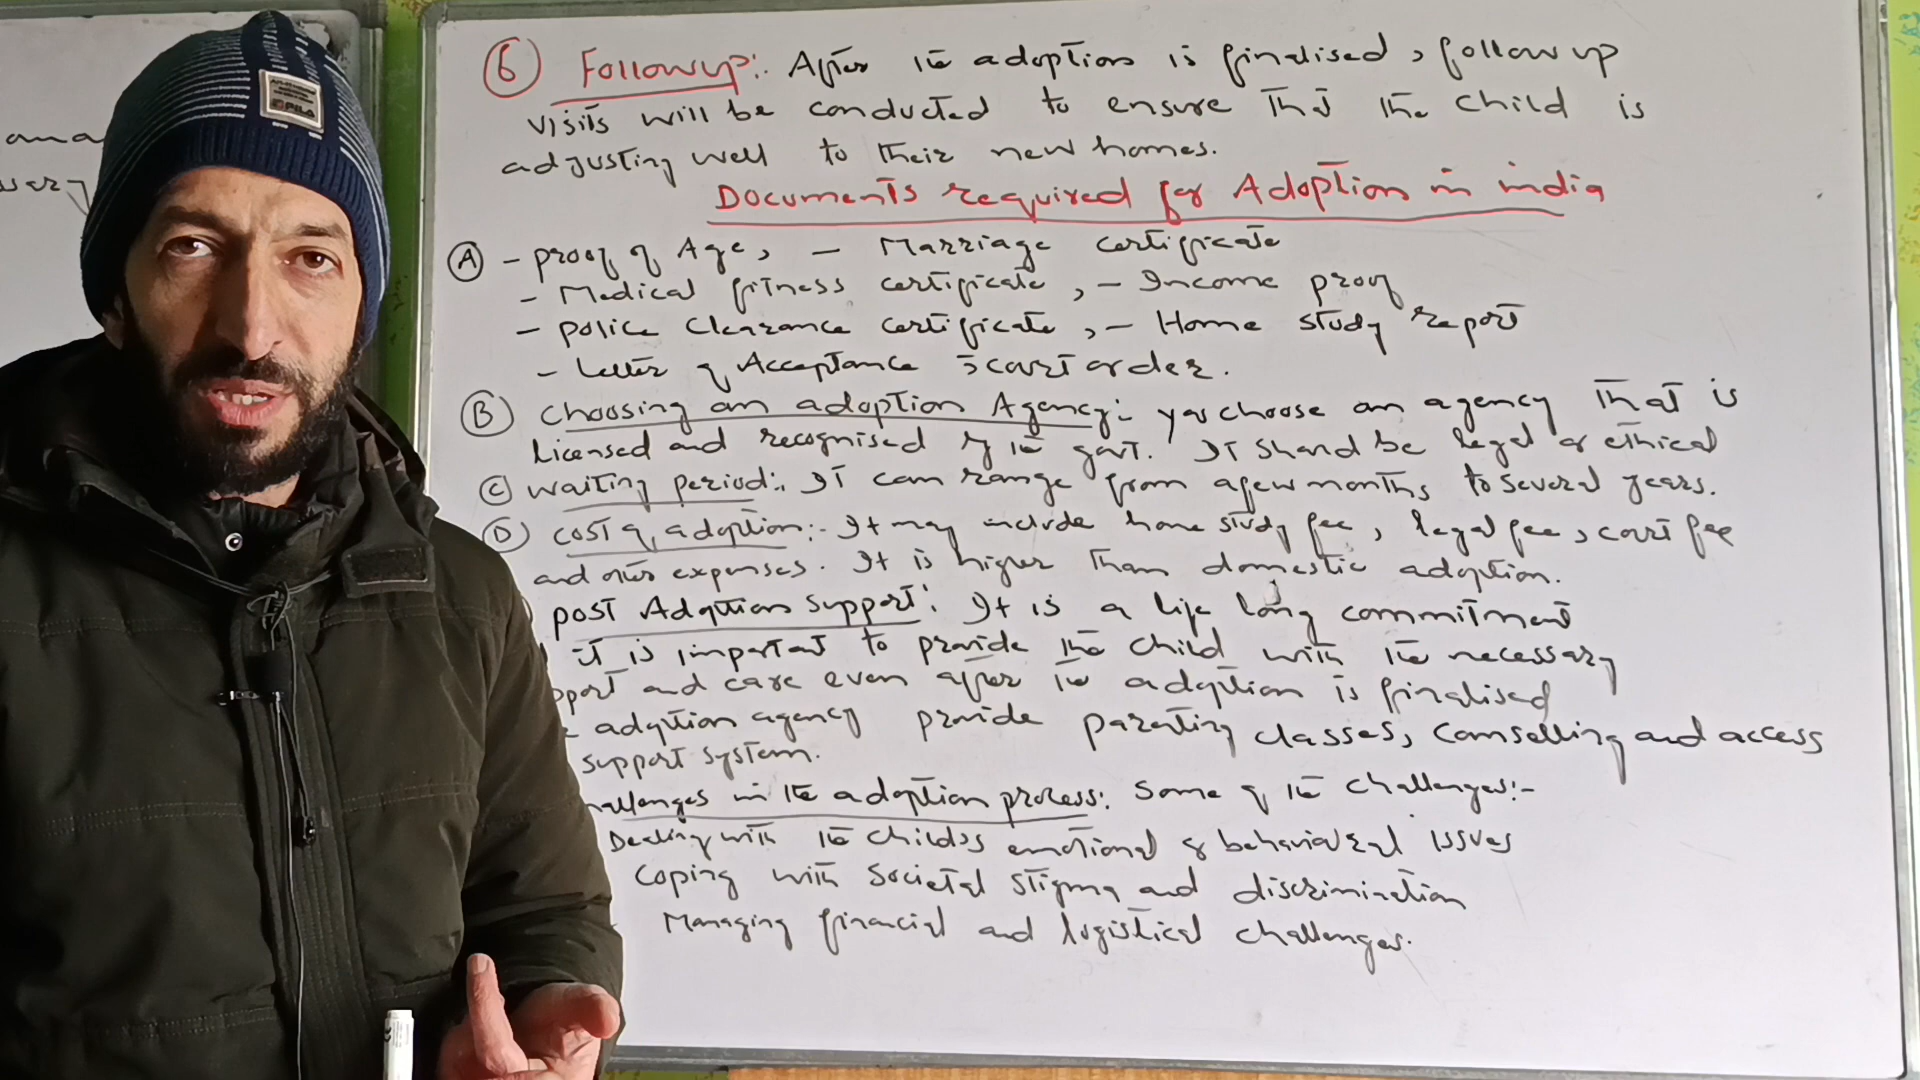 ana
⑥ Followup:. After the adoption is finalised, follow up
visits will be conducted to ensure that the child is
adjusting well to their new homes.
Documents required for Adoption in india
Ⓐ - proof of Age, - Marriage certificate
- Medical fitness certificate, - Income proof
- police clearance certificate, - Home study report
- Letter of Acceptance court order.
Ⓑ Choosing an adoption Agency: you choose an agency that is
Licensed and recognised by the govt. It should be legal or ethical
Ⓒ waiting period:. It can range from a few months to several years.
Ⓓ cost of adoption:- It may include home study fee, legal fee, court fee
and other expenses. It is higher than domestic adoption.
post Adoption support: It is a life long commitment
it is important to provide the child with the necessary
pport and care even after the adoption is finalised
adoption agency provide parenting classes, counselling and access
support system.
hallenges in the adoption process: Some of the challenges:-
Dealing with the child's emotional & behavioural issues
Coping with societal stigma and discrimination
Managing financial and logistical challenges.
PILA